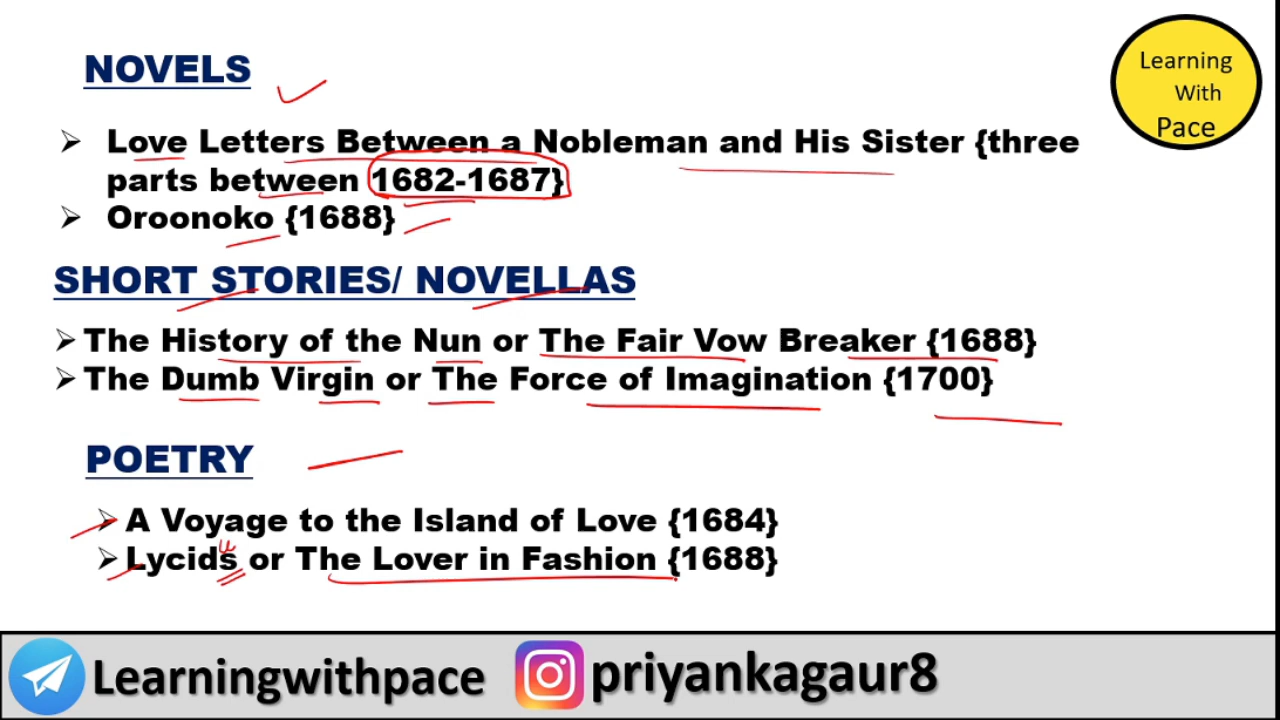 NOVELS
Learning
With
Pace
➢ Love Letters Between a Nobleman and His Sister {three
parts between 1682-1687}
➢ Oroonoko {1688}
SHORT STORIES/ NOVELLAS
➢ The History of the Nun or The Fair Vow Breaker {1688}
➢ The Dumb Virgin or The Force of Imagination {1700}
POETRY
➢ A Voyage to the Island of Love {1684}
u
➢ Lycids or The Lover in Fashion {1688}
Learningwithpace priyankagaur8